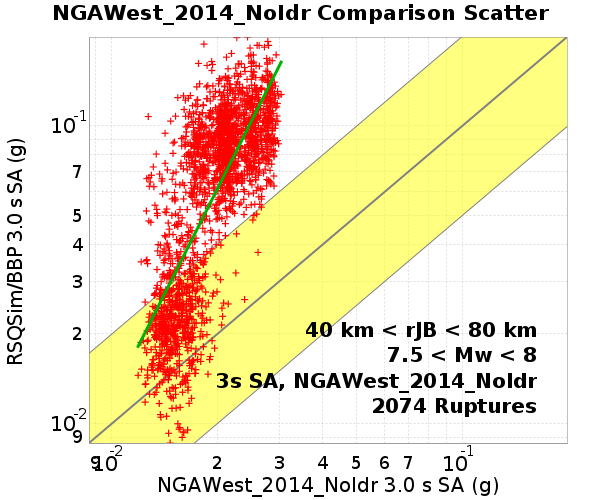 NGAWest_2014_NoIdr Comparison Scatter
RSQSim/BBP 3.0 s SA (g)
10-1
7
5
4
3
2
10-2
9
40 km < rJB < 80 km
7.5 < Mw < 8
3s SA, NGAWest_2014_NoIdr
2074 Ruptures
9 10-2 2 3 4 5 6 7 10-1
NGAWest_2014_NoIdr 3.0 s SA (g)